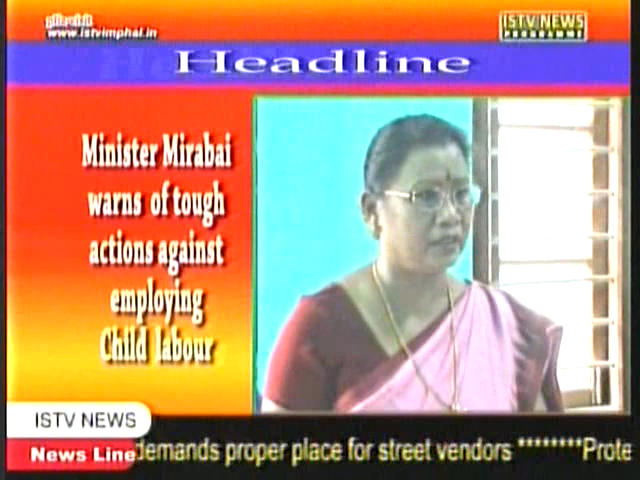 www.istvimphal.in
ISTV NEWS
PROGRAMME
Headline
Minister Mirabai
warns of tough
actions against
employing
Child labour
ISTV NEWS
News Line
demands proper place for street vendors ********Prote